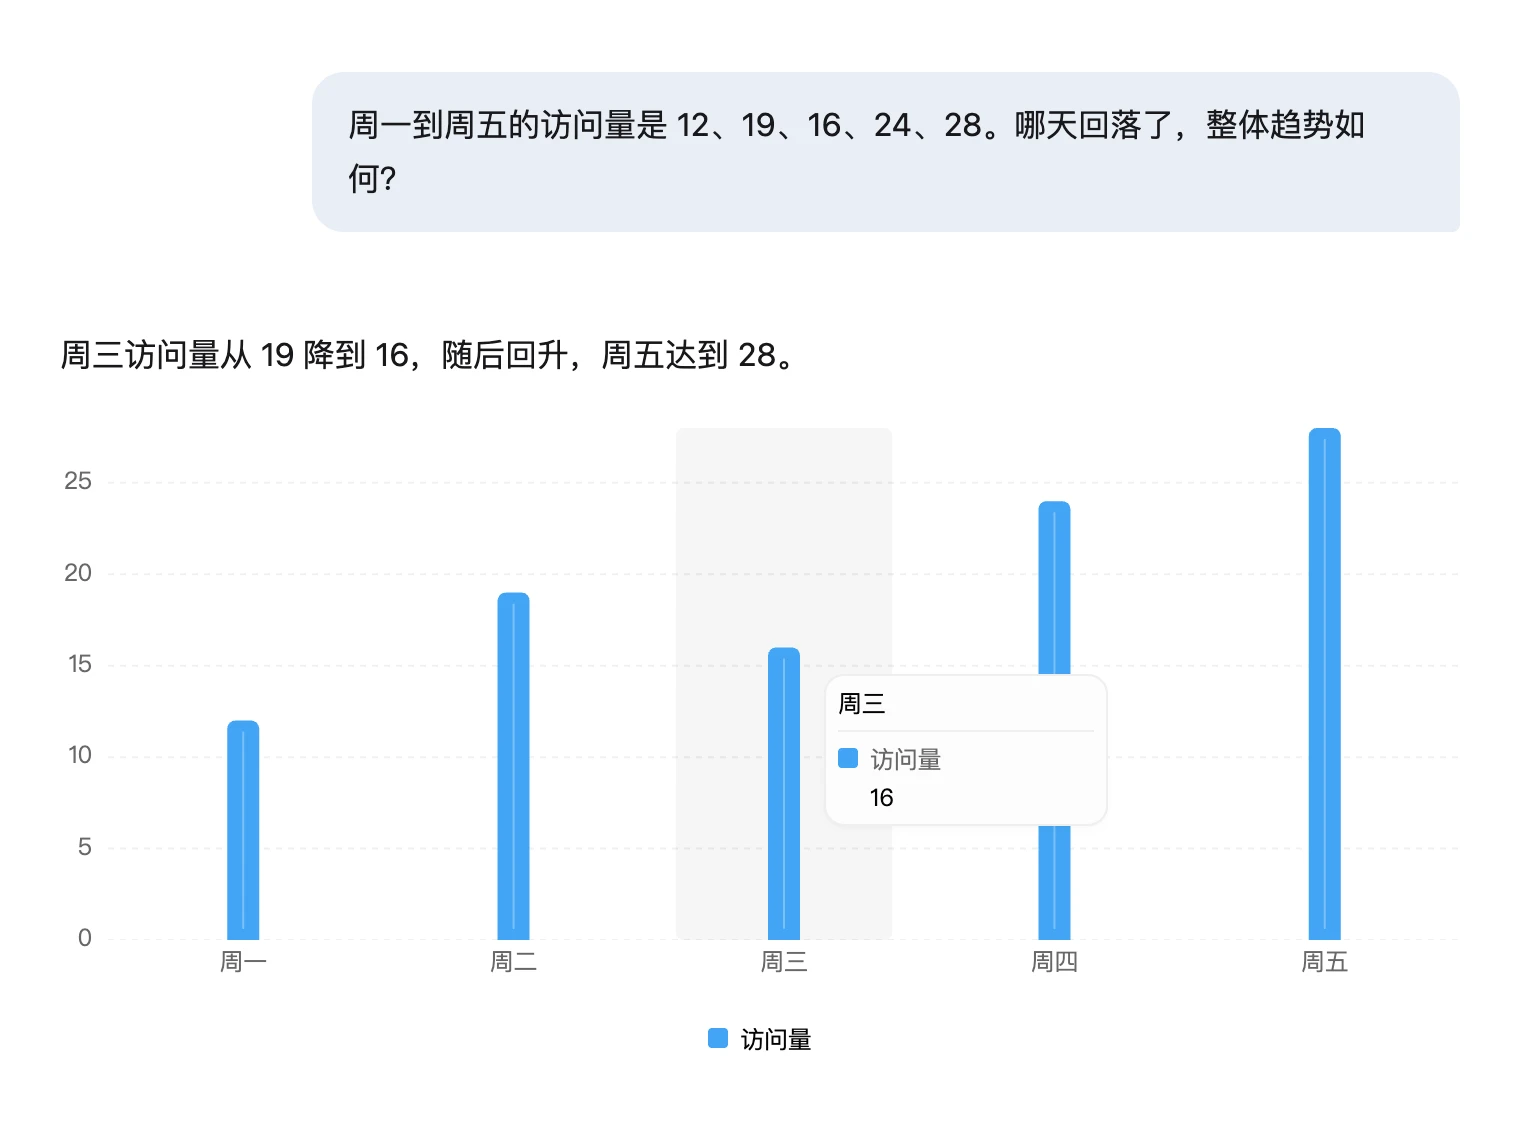 周一到周五的访问量是 12、19、16、24、28。哪天回落了，整体趋势如
何?
周三访问量从 19 降到 16，随后回升，周五达到 28。
25
20
15
10
5
0
周三
访问量
16
周一
周二
周三
周四
周五
访问量